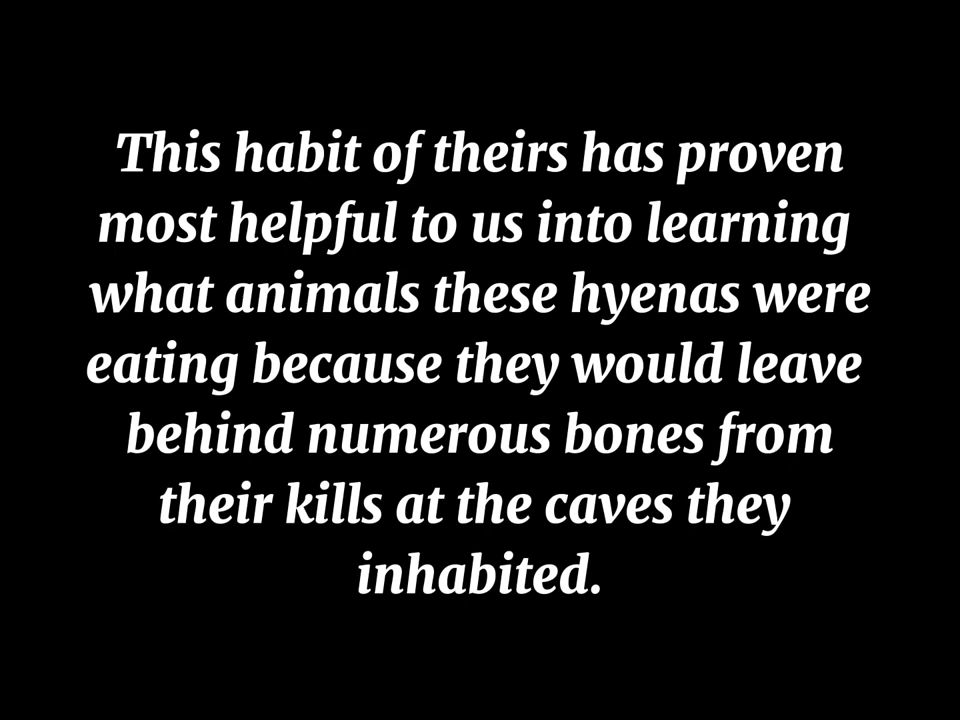 This habit of theirs has proven
most helpful to us into learning
what animals these hyenas were
eating because they would leave
behind numerous bones from
their kills at the caves they
inhabited.